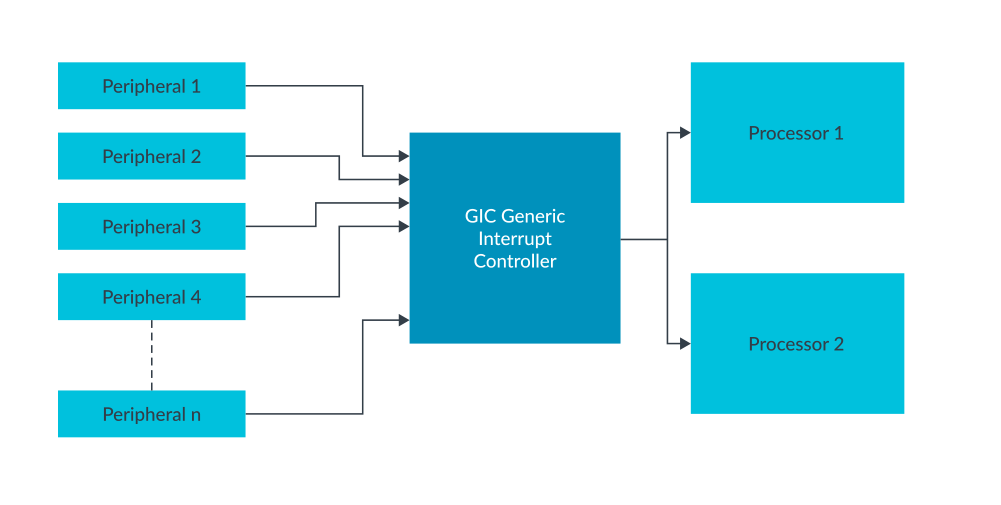 Peripheral 1
Peripheral 2
Peripheral 3
Peripheral 4
Peripheral n
GIC Generic
Interrupt
Controller
Processor 1
Processor 2